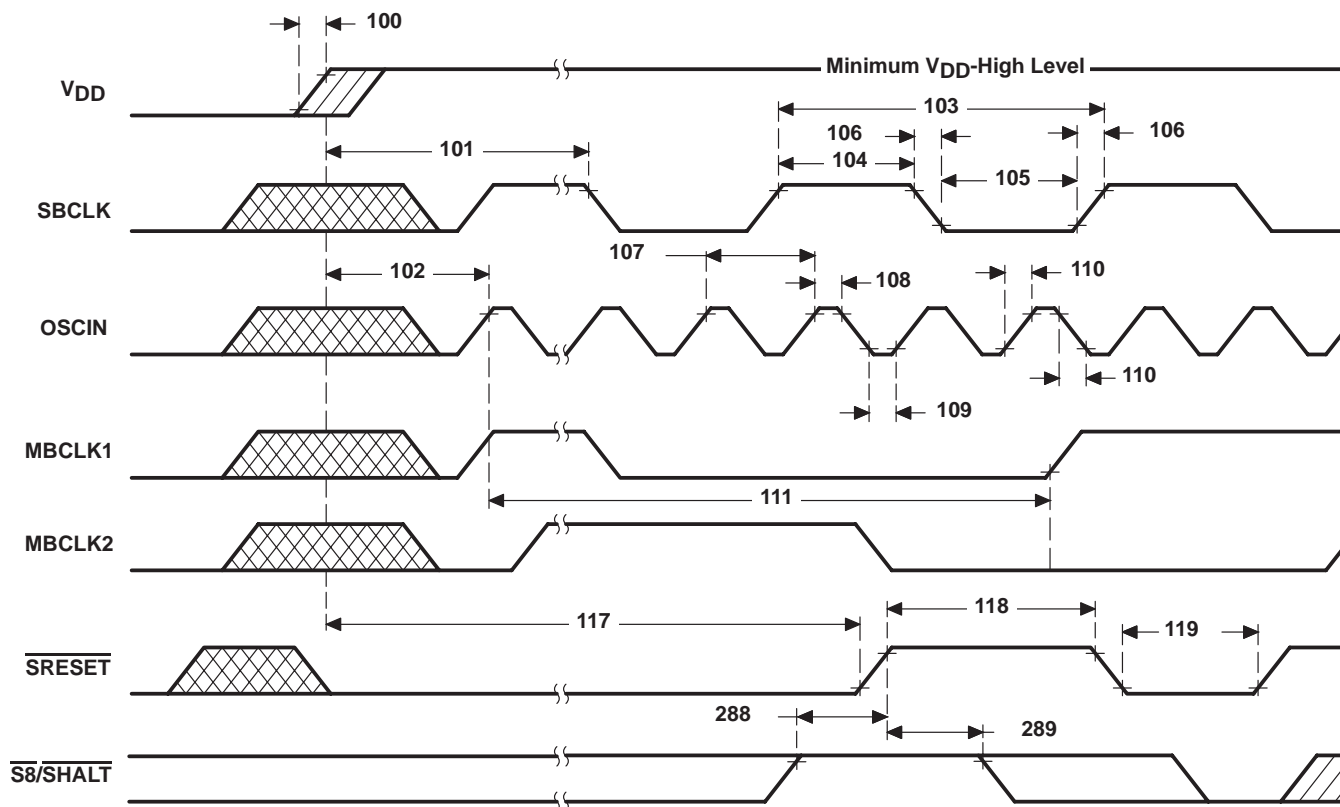 100
VDD
Minimum VDD-High Level
103
106
106
101
104
105
SBCLK
107
102
108
110
OSCIN
110
109
MBCLK1
111
MBCLK2
118
117
119
SRESET
288
289
S8/SHALT